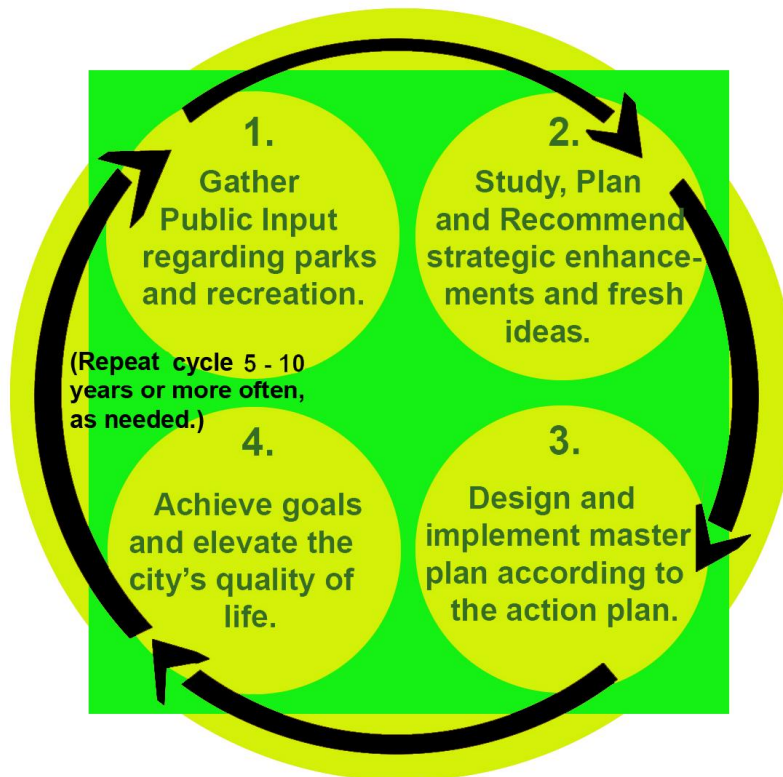 1.
Gather
Public Input
regarding parks
and recreation.
2.
Study, Plan
and Recommend
strategic enhance-
ments and fresh
ideas.
(Repeat cycle 5 - 10
years or more often,
as needed.)
3.
Design and
implement master
plan according to
the action plan.
4.
Achieve goals
and elevate the
city's quality of
life.